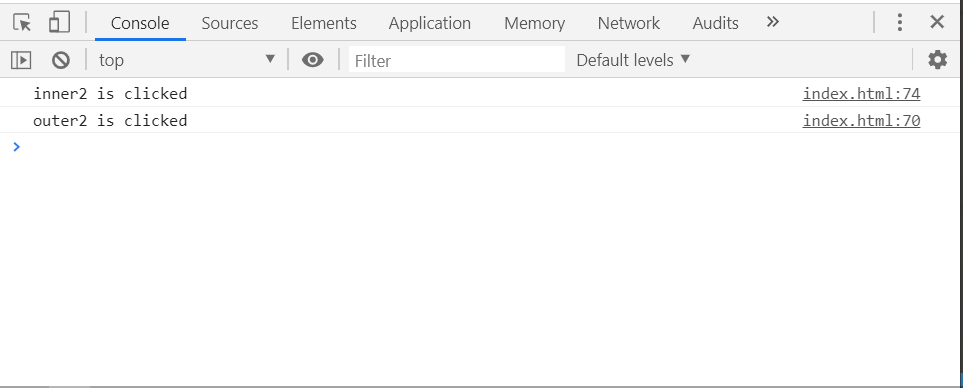 Console Sources Elements Application Memory Network Audits
top Filter Default levels
inner2 is clicked index.html:74
outer2 is clicked index.html:70